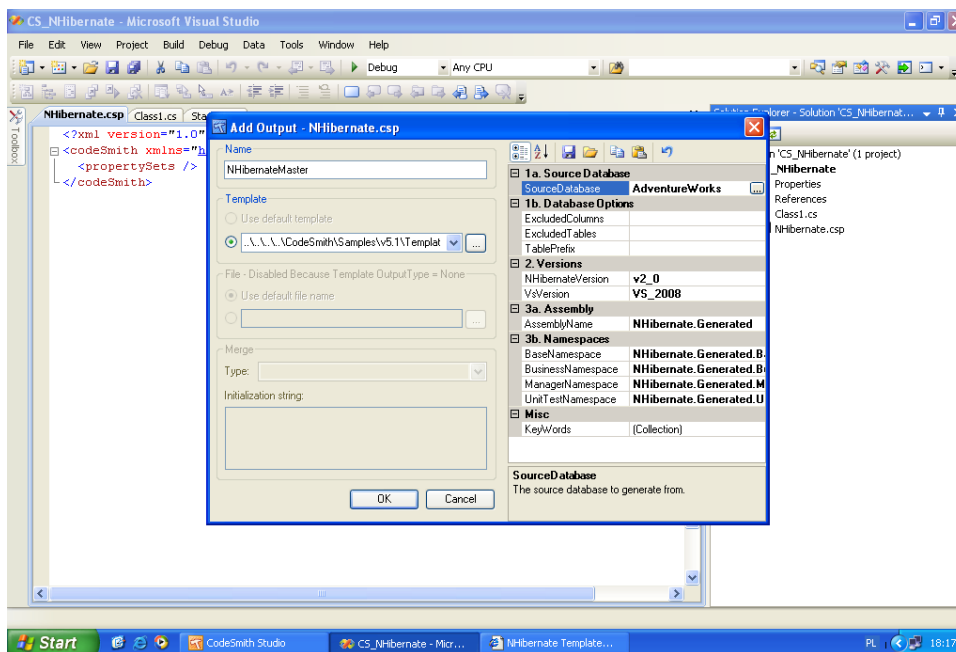 CS_NHibernate - Microsoft Visual Studio
File Edit View Project Build Debug Data Tools Window Help
Debug Any CPU
NHibernate.csp Class1.cs Sta
Toolbox
<?xml version="1.0"
<codeSmith xmlns="h
<propertySets />
</codeSmith>
Add Output - NHibernate.csp
Name
NHibernateMaster
Template
Use default template
..\..\..\..\CodeSmith\Samples\v5.1\Templat
...
File - Disabled Because Template OutputType = None
Use default file name
...
Merge
Type:
Initialization string:
OK Cancel
1a. Source Database
SourceDatabase AdventureWorks ...
1b. Database Options
ExcludedColumns
ExcludedTables
TablePrefix
2. Versions
NHibernateVersion v2_0
VsVersion VS_2008
3a. Assembly
AssemblyName NHibernate.Generated
3b. Namespaces
BaseNamespace NHibernate.Generated.B
BusinessNamespace NHibernate.Generated.B
ManagerNamespace NHibernate.Generated.M
UnitTestNamespace NHibernate.Generated.U
Misc
KeyWords (Collection)
SourceDatabase
The source database to generate from.
Solution Explorer - Solution 'CS_NHibernat...
n 'CS_NHibernate' (1 project)
_NHibernate
Properties
References
Class1.cs
NHibernate.csp
Start CodeSmith Studio CS_NHibernate - Micr... NHibernate Template... PL 18:17